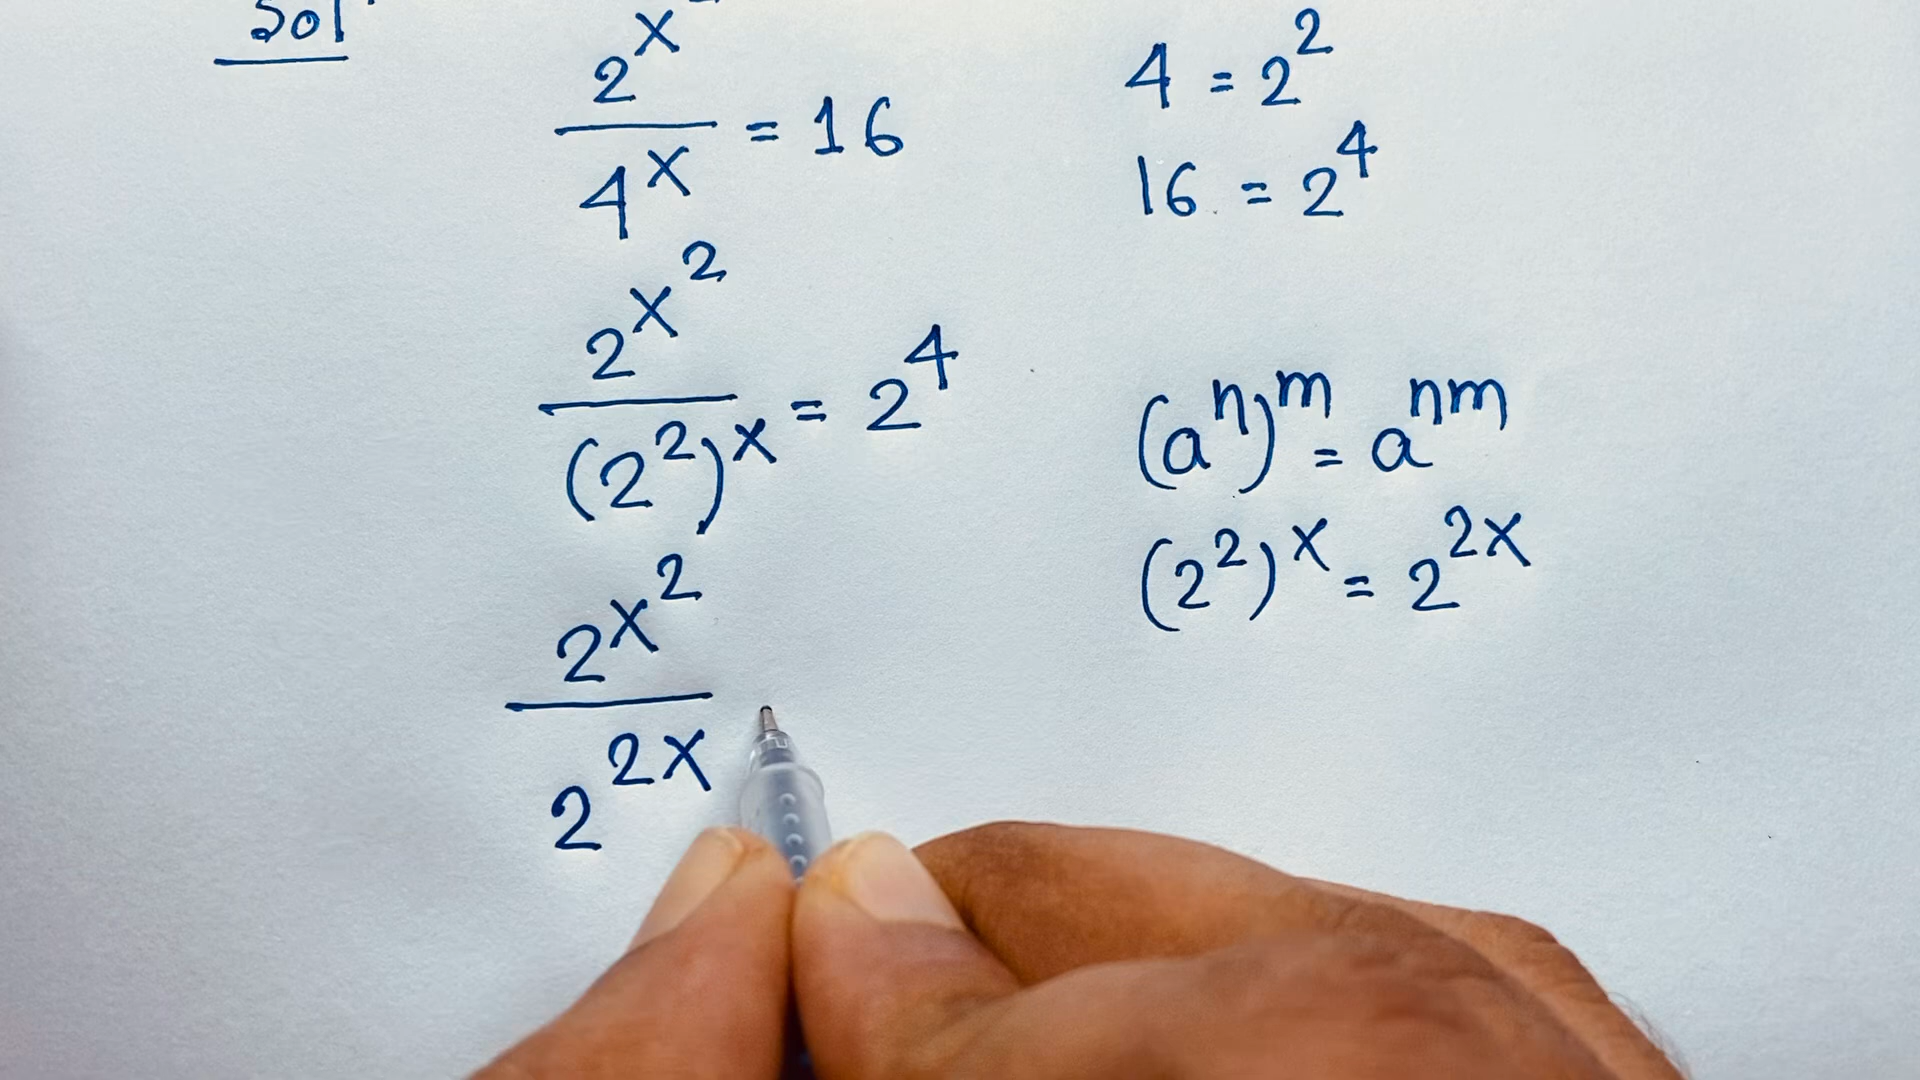 Sol
2^x^2 / 4^x = 16
2^x^2 / (2^2)^x = 2^4
2^x^2 / 2^2x
4 = 2^2
16 = 2^4
(a^n)^m = a^nm
(2^2)^x = 2^2x